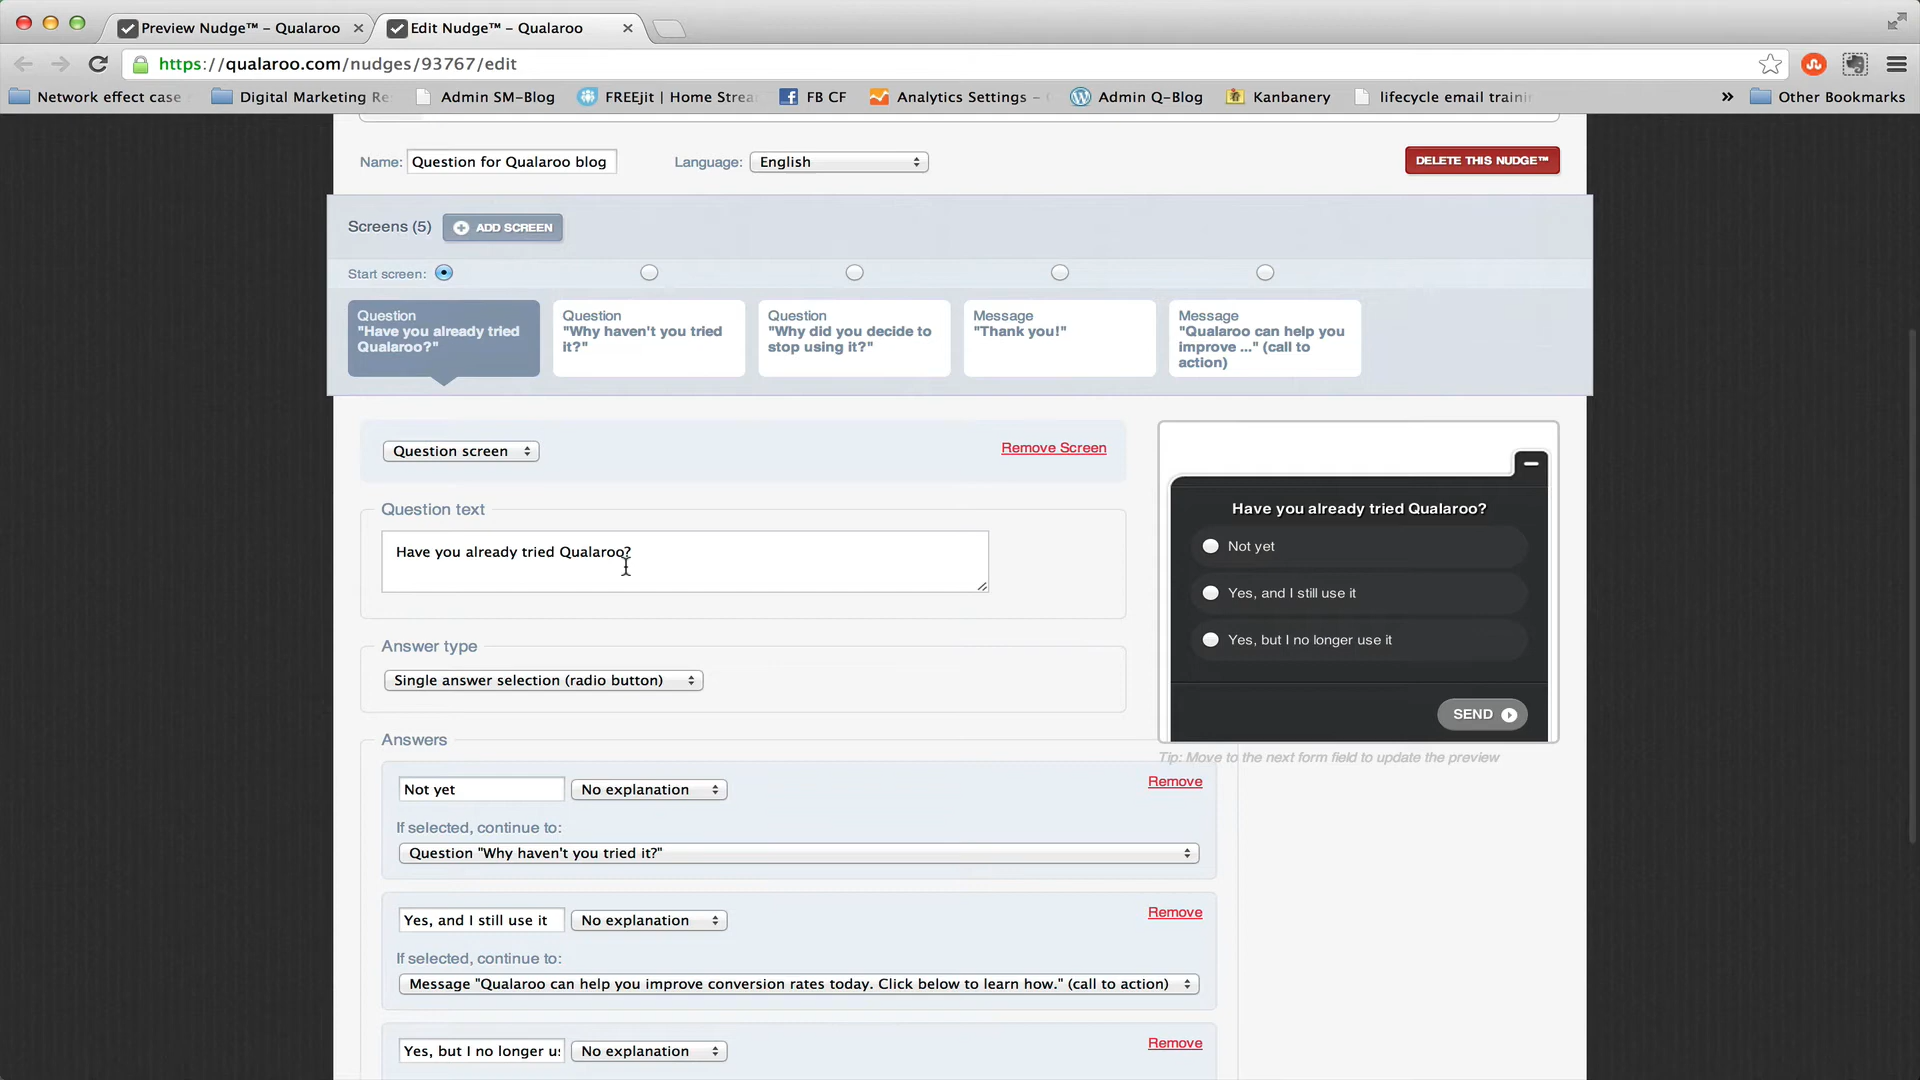 Preview Nudge™ – Qualaroo
Edit Nudge™ – Qualaroo
https://qualaroo.com/nudges/93767/edit
Network effect case
Digital Marketing Re
Admin SM-Blog
FREEjit | Home Strea
FB CF
Analytics Settings –
Admin Q-Blog
Kanbanery
lifecycle email traini
»
Other Bookmarks
Name: Question for Qualaroo blog
Language: English
DELETE THIS NUDGE™
Screens (5)
ADD SCREEN
Start screen:
Question
"Have you already tried
Qualaroo?"
Question
"Why haven't you tried
it?"
Question
"Why did you decide to
stop using it?"
Message
"Thank you!"
Message
"Qualaroo can help you
improve ..." (call to
action)
Question screen
Remove Screen
Question text
Have you already tried Qualaroo?
Answer type
Single answer selection (radio button)
Have you already tried Qualaroo?
Not yet
Yes, and I still use it
Yes, but I no longer use it
SEND
Tip: Move to the next form field to update the preview
Answers
Not yet
No explanation
Remove
If selected, continue to:
Question "Why haven't you tried it?"
Yes, and I still use it
No explanation
Remove
If selected, continue to:
Message "Qualaroo can help you improve conversion rates today. Click below to learn how." (call to action)
Yes, but I no longer u
No explanation
Remove